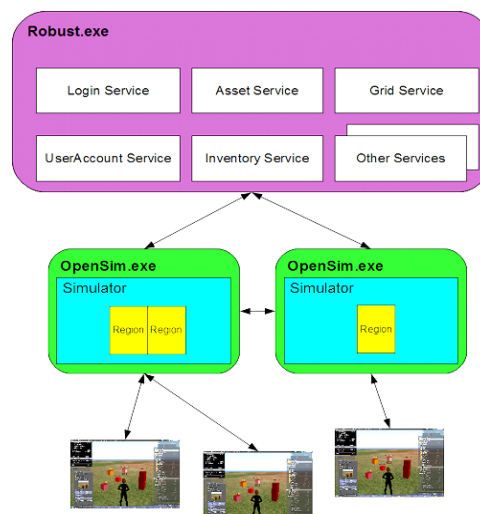 Robust.exe
Login Service
Asset Service
Grid Service
UserAccount Service
Inventory Service
Other Services
OpenSim.exe
Simulator
Region
Region
OpenSim.exe
Simulator
Region